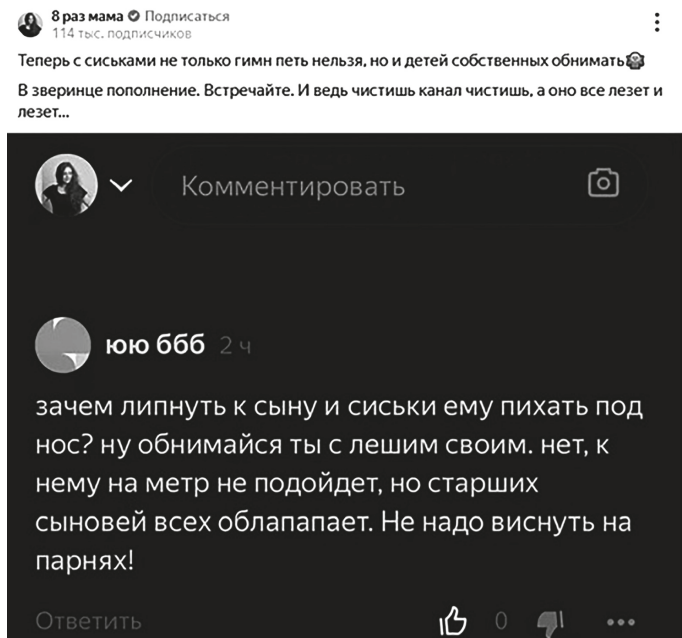 8 раз мама Подписаться
114 тыс. подписчиков
Теперь с сиськами не только гимн петь нельзя, но и детей собственных обнимать
В зверинце пополнение. Встречайте. И ведь чистишь канал чистишь, а оно все лезет и
лезет...
Комментировать
юю ббб 2 ч
зачем липнуть к сыну и сиськи ему пихать под
нос? ну обнимайся ты с лешим своим. нет, к
нему на метр не подойдет, но старших
сыновей всех облапапает. Не надо виснуть на
парнях!
Ответить 0